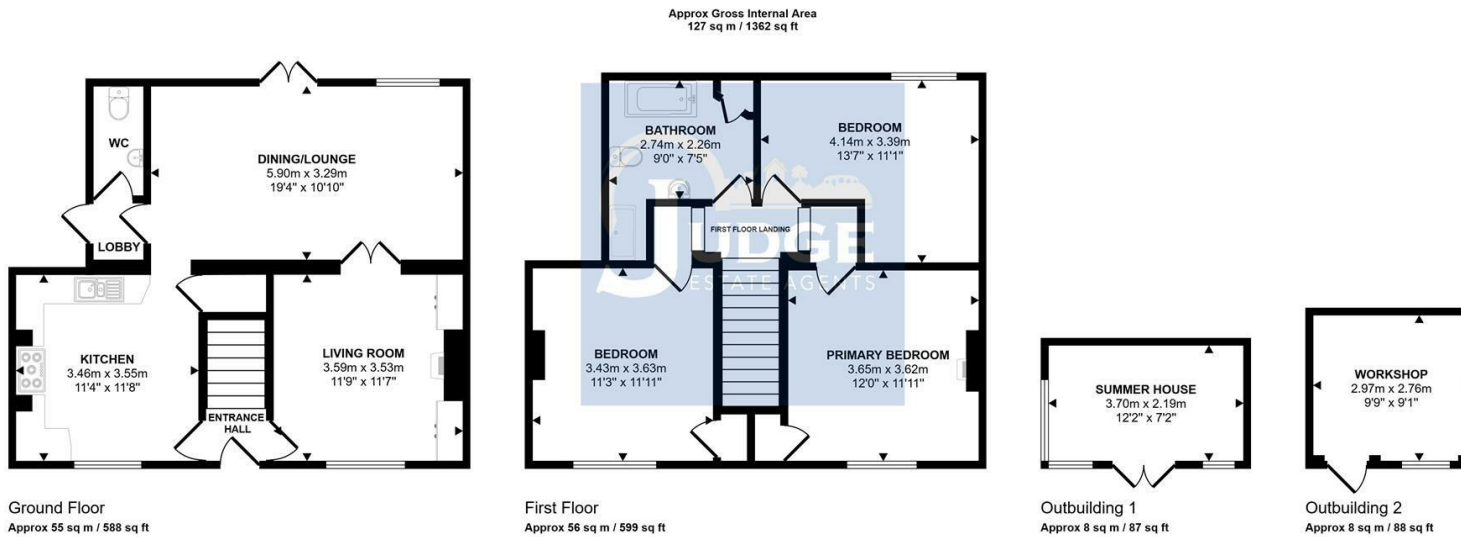 Approx Gross Internal Area
127 sq m / 1362 sq ft
WC
LOBBY
DINING/LOUNGE
5.90m x 3.29m
19'4" x 10'10"
KITCHEN
3.46m x 3.55m
11'4" x 11'8"
ENTRANCE
HALL
LIVING ROOM
3.59m x 3.53m
11'9" x 11'7"
Ground Floor
Approx 55 sq m / 588 sq ft
BATHROOM
2.74m x 2.26m
9'0" x 7'5"
BEDROOM
4.14m x 3.39m
13'7" x 11'1"
FIRST FLOOR LANDING
JUDGE
ESTATE AGENTS
BEDROOM
3.43m x 3.63m
11'3" x 11'11"
PRIMARY BEDROOM
3.65m x 3.62m
12'0" x 11'11"
First Floor
Approx 56 sq m / 599 sq ft
SUMMER HOUSE
3.70m x 2.19m
12'2" x 7'2"
Outbuilding 1
Approx 8 sq m / 87 sq ft
WORKSHOP
2.97m x 2.76m
9'9" x 9'1"
Outbuilding 2
Approx 8 sq m / 88 sq ft